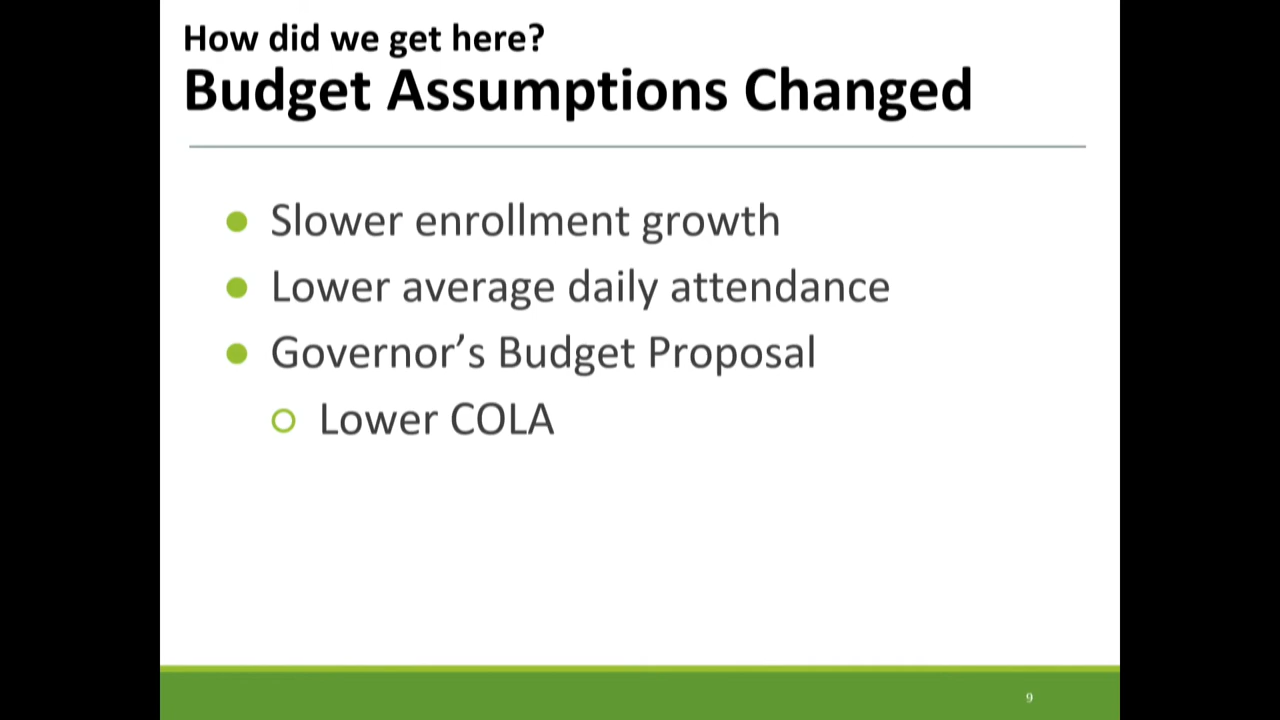 How did we get here?
Budget Assumptions Changed
Slower enrollment growth
Lower average daily attendance
Governor’s Budget Proposal
Lower COLA
9